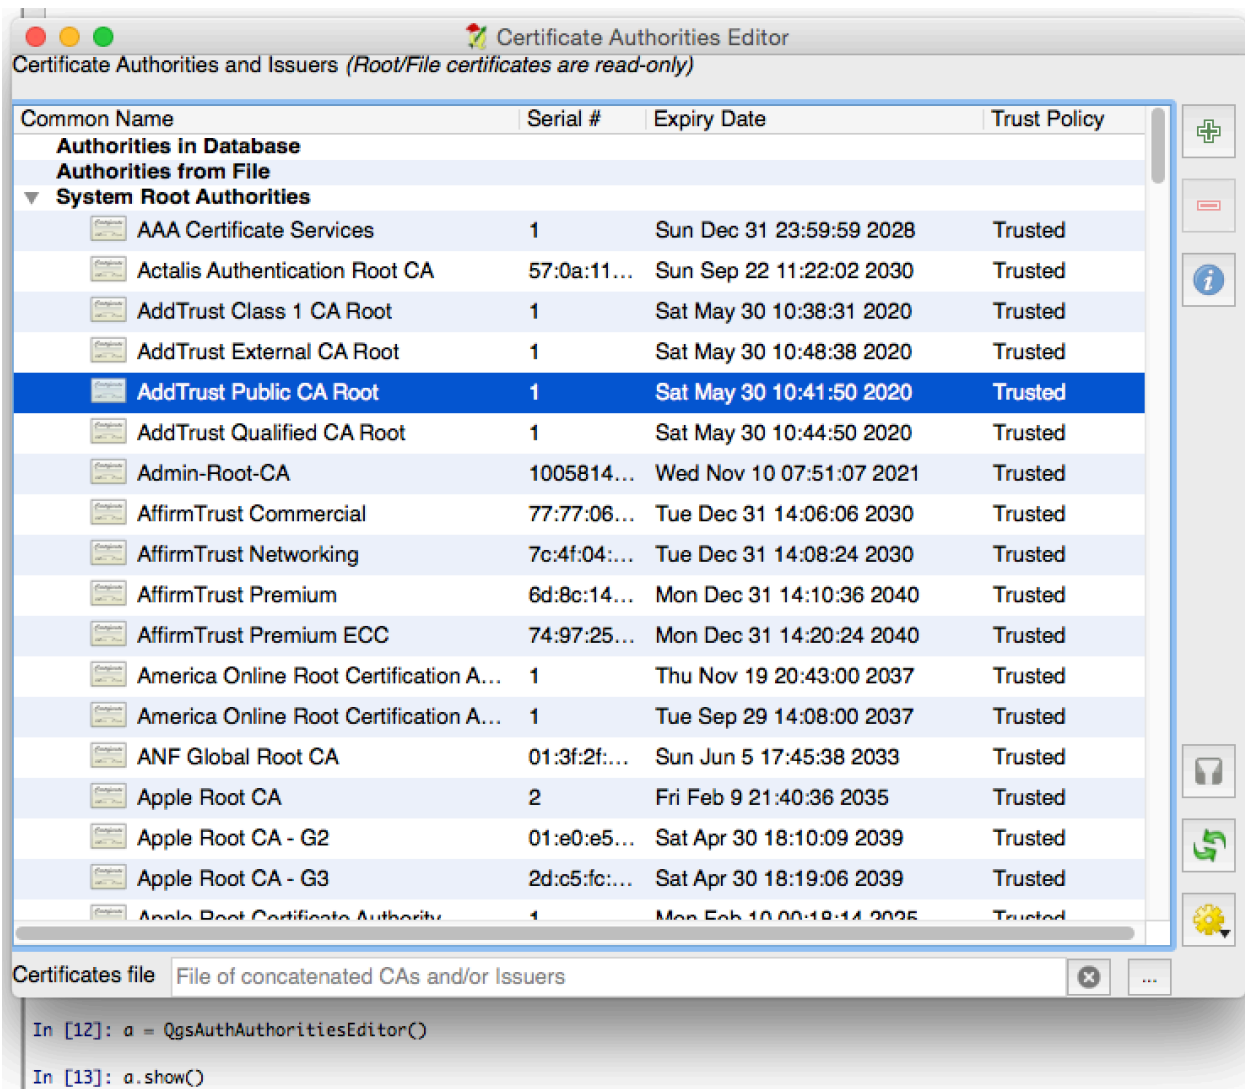 Certificate Authorities Editor
Certificate Authorities and Issuers (Root/File certificates are read-only)
Common Name Serial # Expiry Date Trust Policy
Authorities in Database
Authorities from File
System Root Authorities
AAA Certificate Services 1 Sun Dec 31 23:59:59 2028 Trusted
Actalis Authentication Root CA 57:0a:11... Sun Sep 22 11:22:02 2030 Trusted
AddTrust Class 1 CA Root 1 Sat May 30 10:38:31 2020 Trusted
AddTrust External CA Root 1 Sat May 30 10:48:38 2020 Trusted
AddTrust Public CA Root 1 Sat May 30 10:41:50 2020 Trusted
AddTrust Qualified CA Root 1 Sat May 30 10:44:50 2020 Trusted
Admin-Root-CA 1005814... Wed Nov 10 07:51:07 2021 Trusted
AffirmTrust Commercial 77:77:06... Tue Dec 31 14:06:06 2030 Trusted
AffirmTrust Networking 7c:4f:04:... Tue Dec 31 14:08:24 2030 Trusted
AffirmTrust Premium 6d:8c:14... Mon Dec 31 14:10:36 2040 Trusted
AffirmTrust Premium ECC 74:97:25... Mon Dec 31 14:20:24 2040 Trusted
America Online Root Certification A... 1 Thu Nov 19 20:43:00 2037 Trusted
America Online Root Certification A... 1 Tue Sep 29 14:08:00 2037 Trusted
ANF Global Root CA 01:3f:2f:... Sun Jun 5 17:45:38 2033 Trusted
Apple Root CA 2 Fri Feb 9 21:40:36 2035 Trusted
Apple Root CA - G2 01:e0:e5... Sat Apr 30 18:10:09 2039 Trusted
Apple Root CA - G3 2d:c5:fc:... Sat Apr 30 18:19:06 2039 Trusted
Apple Root Certificate Authority 1 Mon Feb 10 00:18:14 2025 Trusted
Certificates file File of concatenated CAs and/or Issuers ...
In [12]: a = QgsAuthAuthoritiesEditor()
In [13]: a.show()